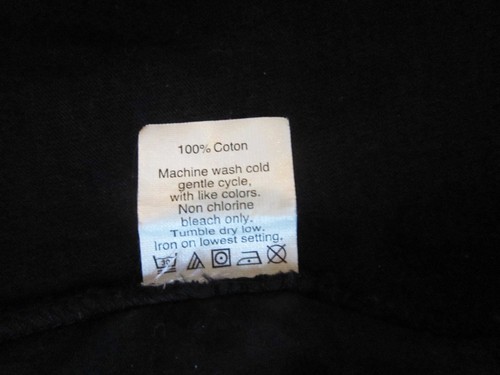 100% Coton
Machine wash cold
gentle cycle,
with like colors.
Non chlorine
bleach only.
Tumble dry low.
Iron on lowest setting.